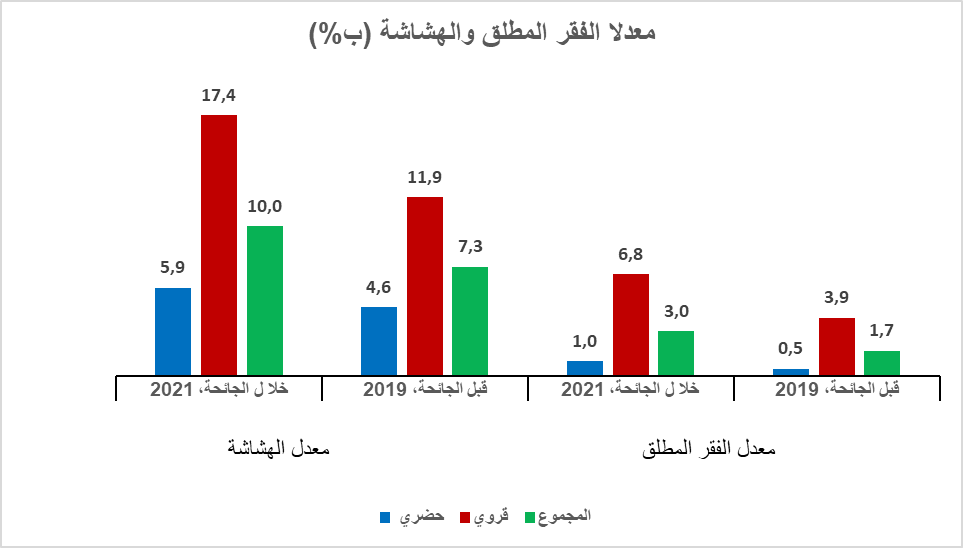 معدلا الفقر المطلق والهشاشة (ب%)
17,4
11,9
10,0
7,3
6,8
5,9
4,6
3,9
3,0
1,7
1,0
0,5
قبل الجائحة، 2019
خلال الجائحة، 2021
قبل الجائحة، 2019
خلال الجائحة، 2021
معدل الفقر المطلق
معدل الهشاشة
حضري قروي المجموع